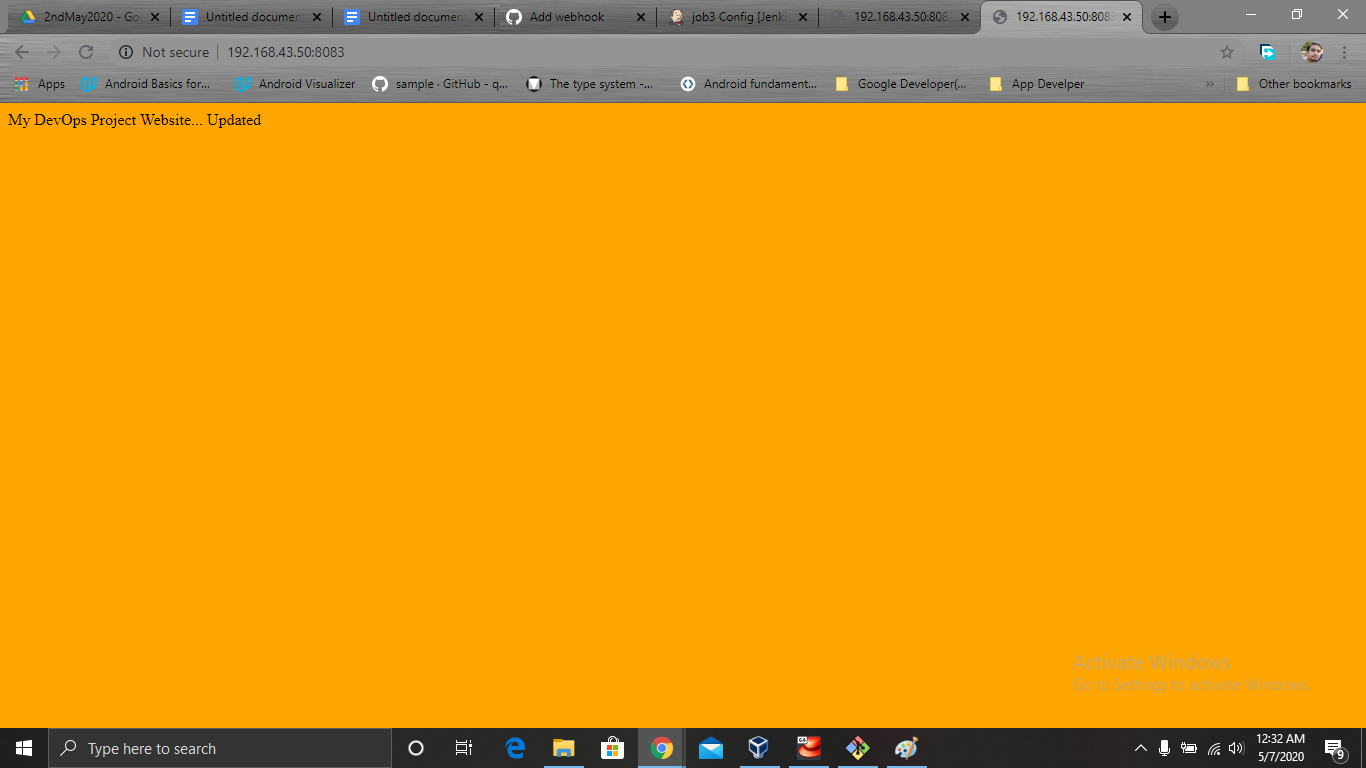 2ndMay2020 - Go
Untitled documen
Untitled documen
Add webhook
job3 Config [Jenki
192.168.43.50:808
192.168.43.50:808
Not secure
192.168.43.50:8083
Apps
Android Basics for...
Android Visualizer
sample · GitHub - q...
The type system -...
Android fundament...
Google Developer(...
App Develper
Other bookmarks
My DevOps Project Website... Updated
Activate Windows
Go to Settings to activate Windows.
Type here to search
64
12:32 AM
5/7/2020
9